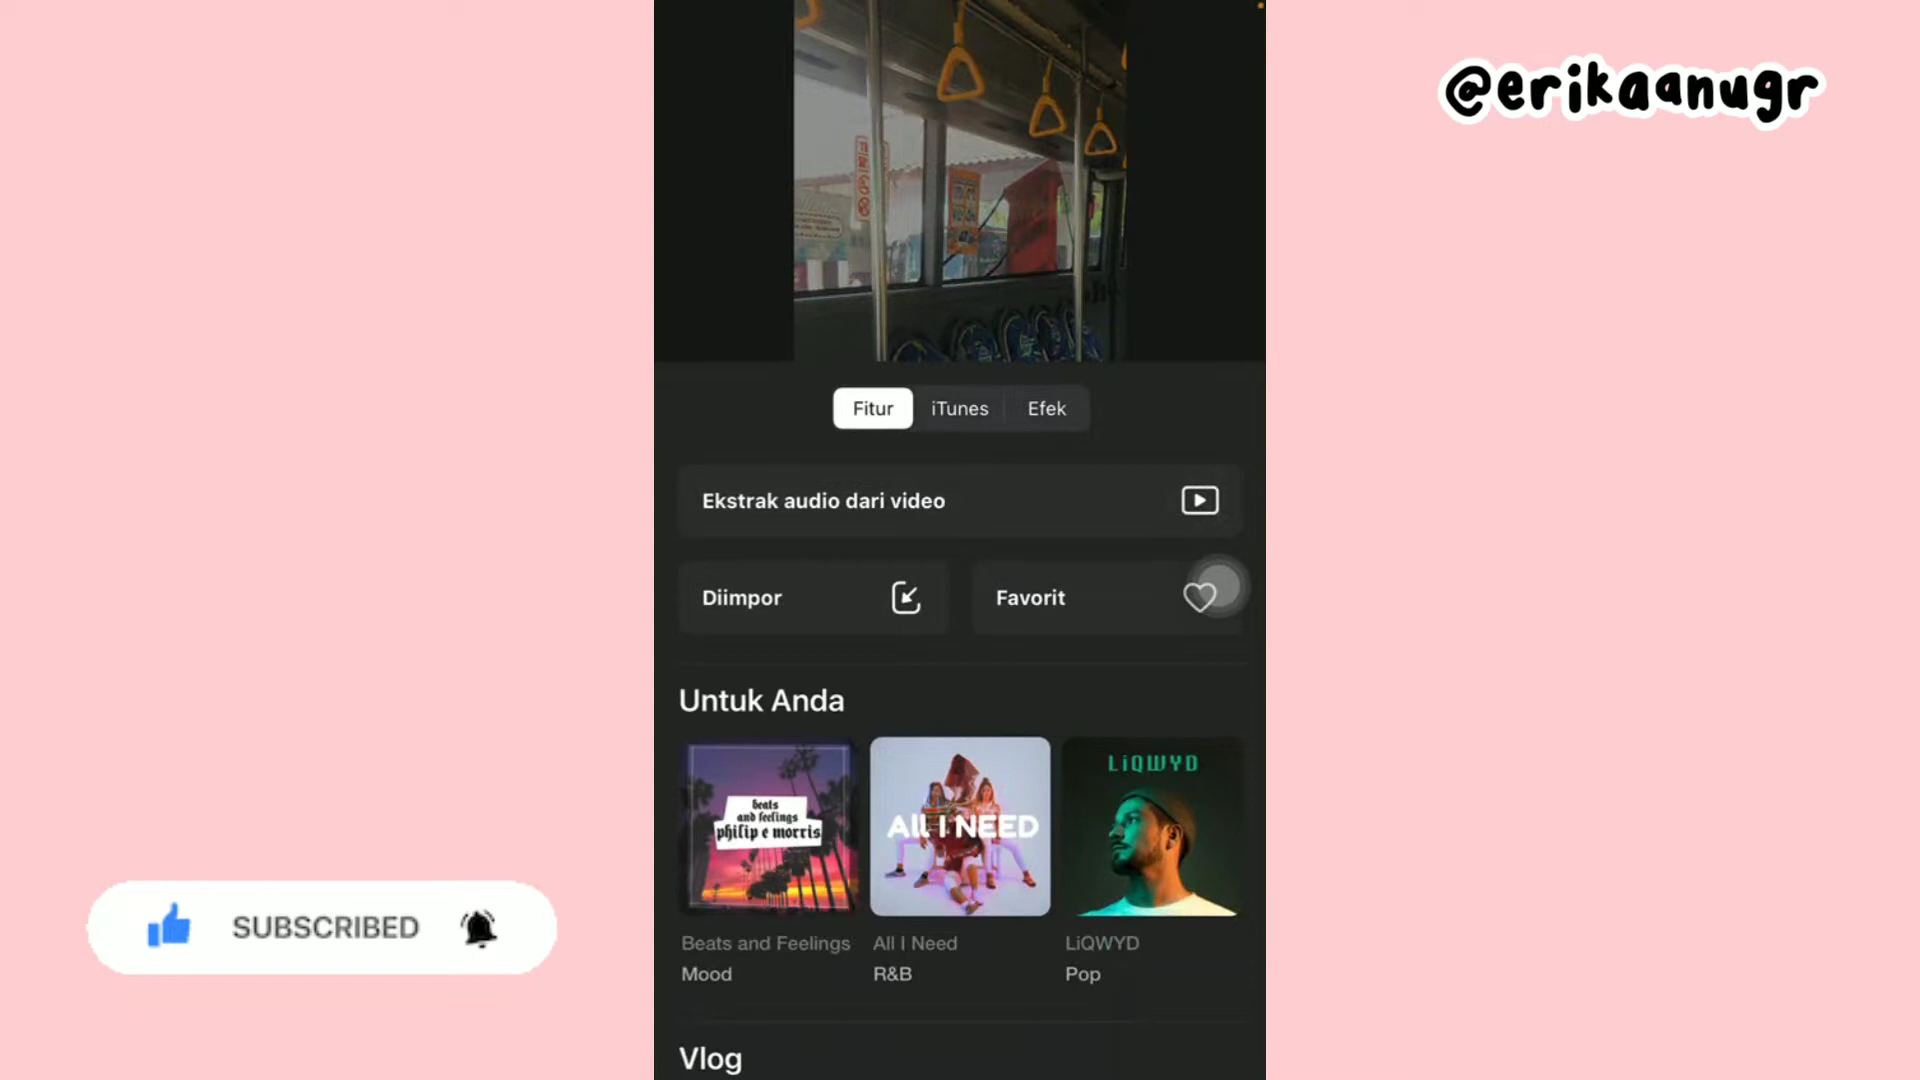 @erikaanugr
Fitur
iTunes
Efek
Ekstrak audio dari video
Diimpor
Favorit
Untuk Anda
beats
and feelings
philip e morris
All I NEED
LiQWYD
Beats and Feelings
Mood
All I Need
R&B
LiQWYD
Pop
Vlog
SUBSCRIBED